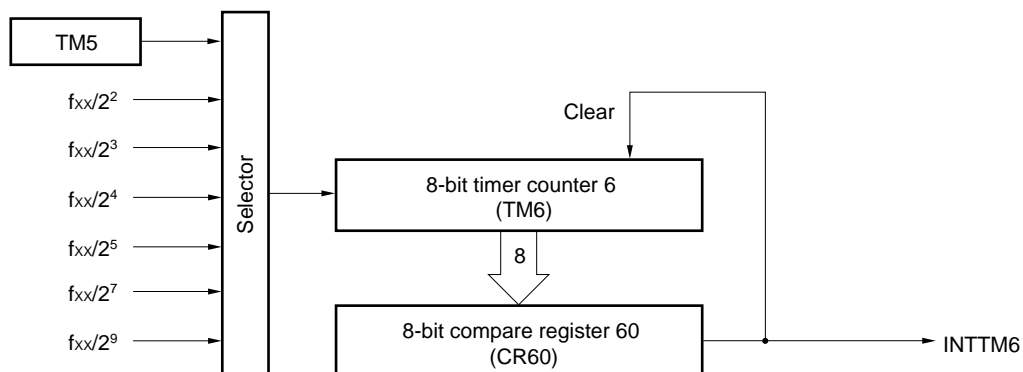 TM5
fxx/2²
fxx/2³
fxx/2⁴
fxx/2⁵
fxx/2⁷
fxx/2⁹
Selector
Clear
8-bit timer counter 6
(TM6)
8
8-bit compare register 60
(CR60)
INTTM6